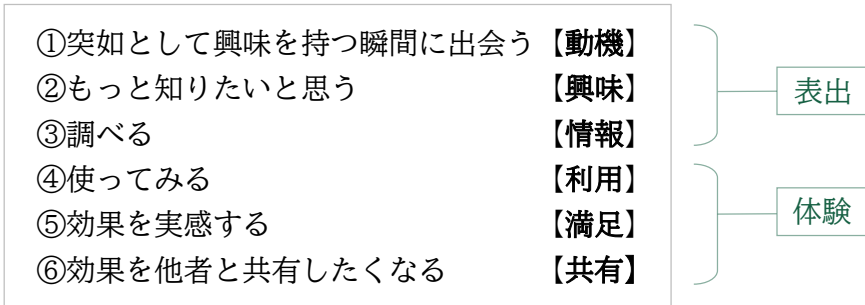 ①突如として興味を持つ瞬間に出会う【動機】
②もっと知りたいと思う【興味】
③調べる【情報】
表出
④使ってみる【利用】
⑤効果を実感する【満足】
⑥効果を他者と共有したくなる【共有】
体験